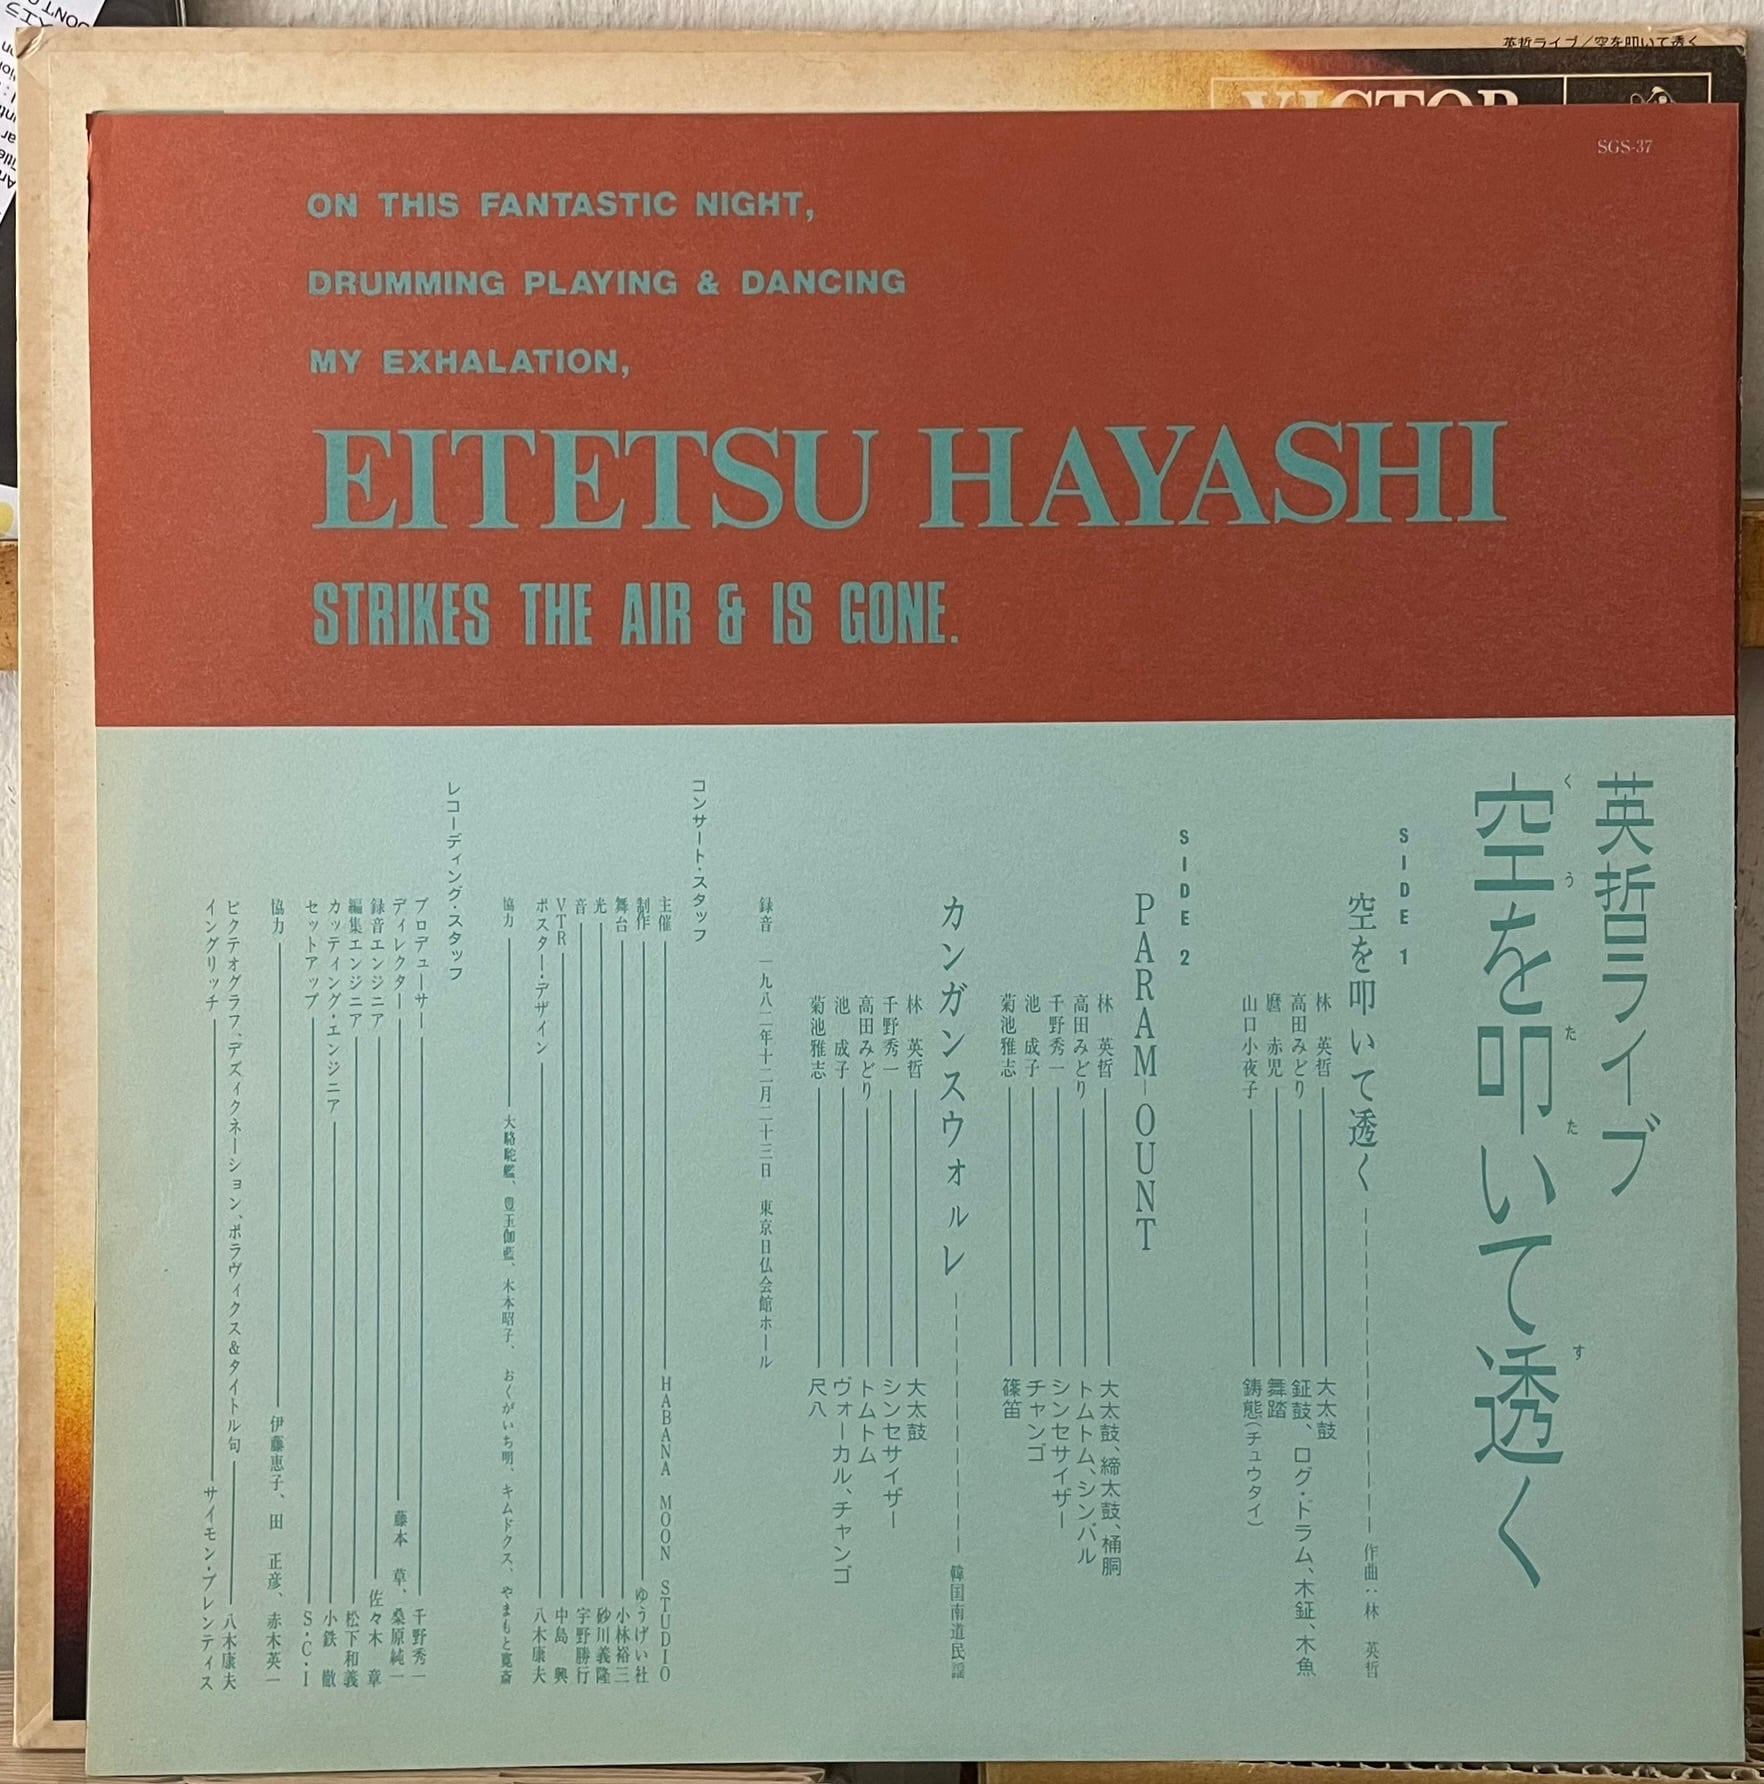 英哲ライブ／空を叩いて透く
VICTOR
SGS-37
ON THIS FANTASTIC NIGHT,
DRUMMING PLAYING & DANCING
MY EXHALATION,
EITETSU HAYASHI
STRIKES THE AIR & IS GONE.
英哲ライブ
空を叩いて透く
くうたたす
SIDE 1
空を叩いて透く 作曲：林 英哲
林 英哲 大太鼓
高田みどり 鉦鼓、ログ・ドラム、木鉦、木魚
麿 赤児 舞踏
山口小夜子 鋳態（チュウタイ）
SIDE 2
PARAM-OUNT
林 英哲 大太鼓、締太鼓、桶胴
高田みどり トムトム、シンバル
千野秀一 シンセサイザー
池 成子 チャンゴ
菊池雅志 篠笛
カンガンスウォルレ 韓国南道民謡
林 英哲 大太鼓
千野秀一 シンセサイザー
高田みどり トムトム
池 成子 ヴォーカル、チャンゴ
菊池雅志 尺八
録音 一九八二年十二月二十三日 東京日仏会館ホール
コンサート・スタッフ
主催 HABANA MOON STUDIO
制作 ゆうげい社
舞台 小林裕三
光 砂川義隆
音 宇野勝行
VTR 中島 興
ポスター・デザイン 八木康夫
協力 大駱駝艦、豊玉伽藍、木本昭子、おくがいち明、キムドクス、やまもと寛斎
レコーディング・スタッフ
プロデューサー 千野秀一
ディレクター 藤本 草、桑原純一
録音エンジニア 佐々木 章
編集エンジニア 松下和義
カッティング・エンジニア 小鉄 徹
セットアップ S・C・I
協力 伊藤恵子、田 正彦、赤木英一
ピクテオグラフ、デズィクネーション、ボラヴィクス＆タイトル句 八木康夫
イングリッチ サイモン・プレンティス